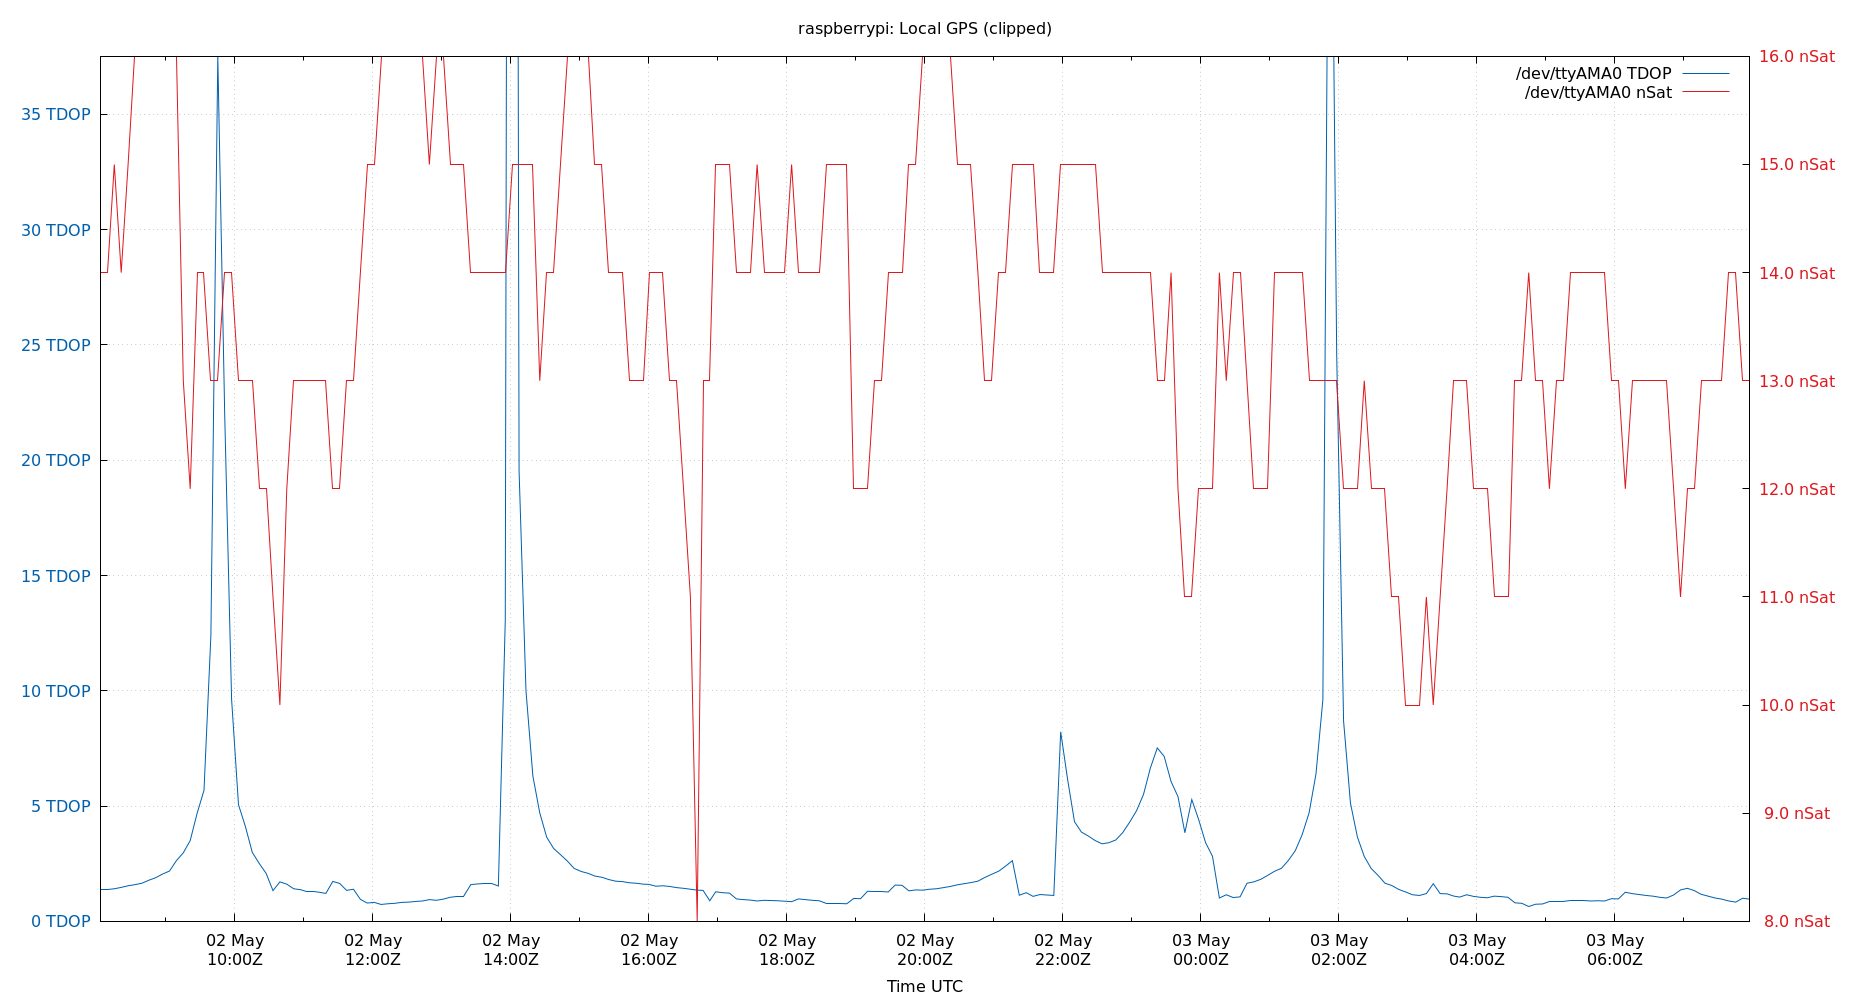 raspberrypi: Local GPS (clipped)
/dev/ttyAMA0 TDOP
/dev/ttyAMA0 nSat
35 TDOP
30 TDOP
25 TDOP
20 TDOP
15 TDOP
10 TDOP
5 TDOP
0 TDOP
16.0 nSat
15.0 nSat
14.0 nSat
13.0 nSat
12.0 nSat
11.0 nSat
10.0 nSat
9.0 nSat
8.0 nSat
02 May 10:00Z
02 May 12:00Z
02 May 14:00Z
02 May 16:00Z
02 May 18:00Z
02 May 20:00Z
02 May 22:00Z
03 May 00:00Z
03 May 02:00Z
03 May 04:00Z
03 May 06:00Z
Time UTC